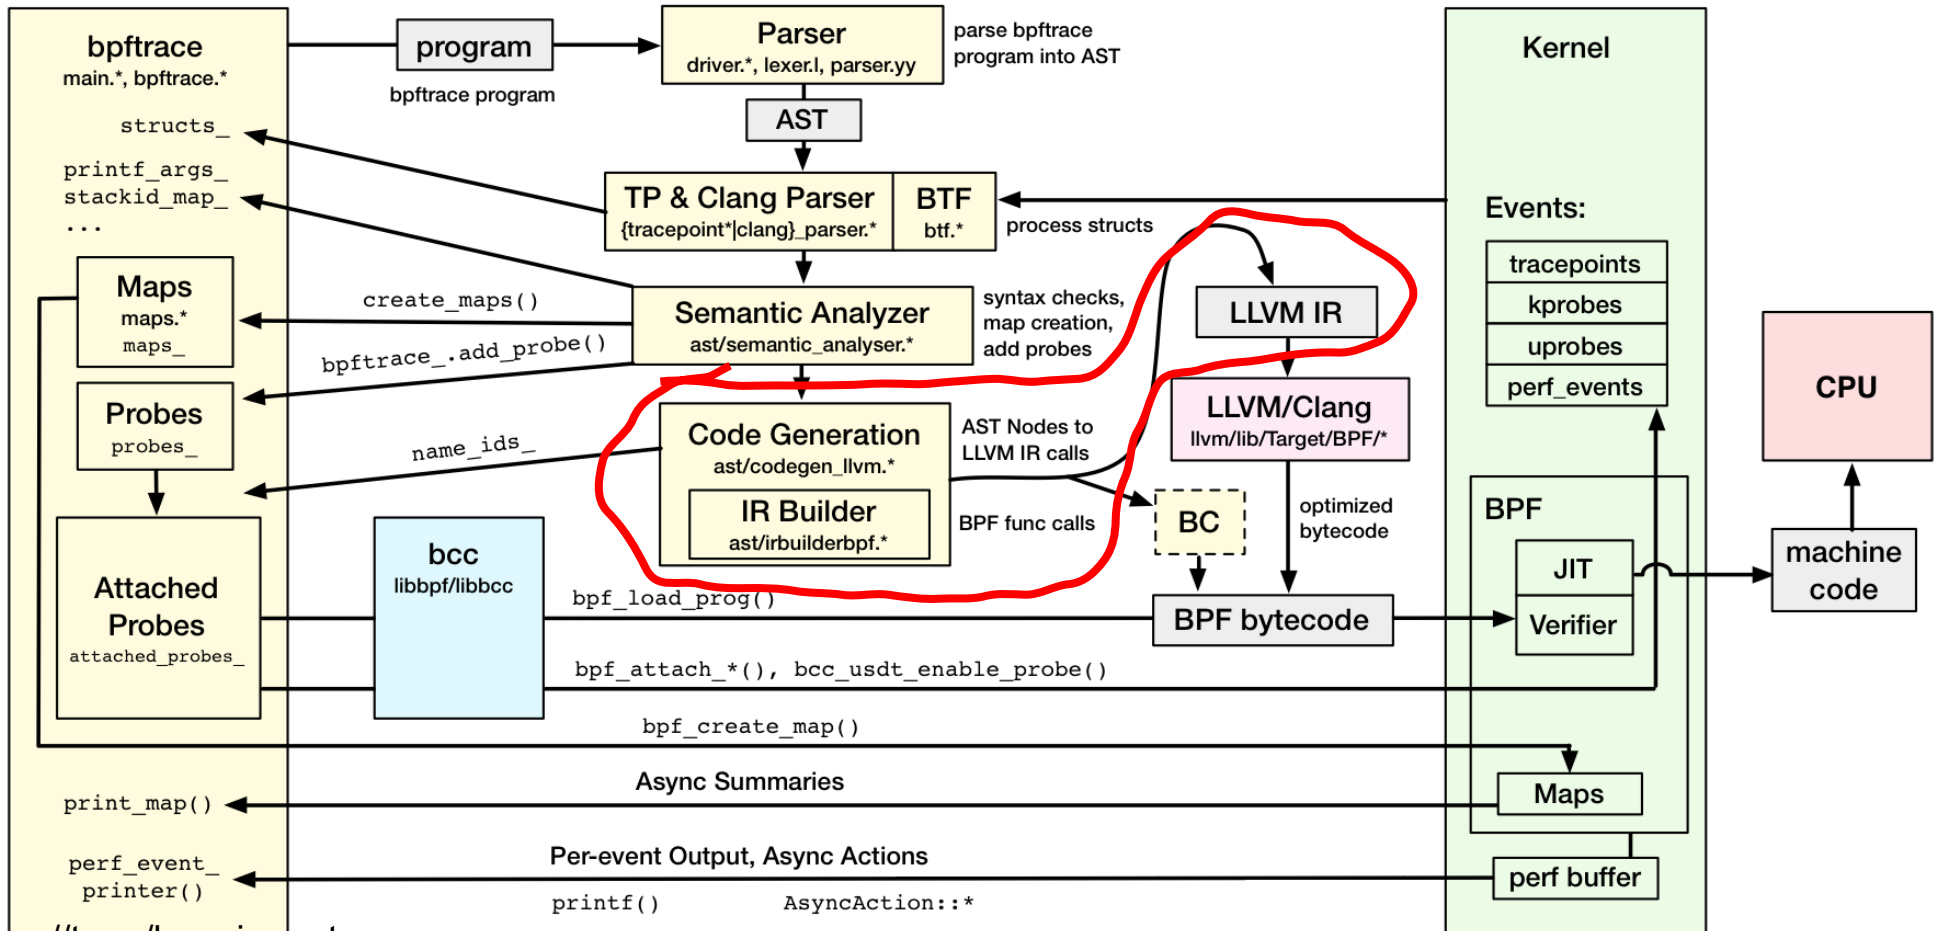 bpftrace
main.*, bpftrace.*
structs_
printf_args_
stackid_map_
...
Maps
maps.*
maps_
Probes
probes_
Attached
Probes
attached_probes_
print_map()
perf_event_
printer()
program
bpftrace program
Parser
driver.*, lexer.l, parser.yy
parse bpftrace
program into AST
AST
TP & Clang Parser
{tracepoint*|clang}_parser.*
BTF
btf.*
process structs
Semantic Analyzer
ast/semantic_analyser.*
syntax checks,
map creation,
add probes
create_maps()
bpftrace_.add_probe()
name_ids_
Code Generation
ast/codegen_llvm.*
IR Builder
ast/irbuilderbpf.*
AST Nodes to
LLVM IR calls
BPF func calls
LLVM IR
LLVM/Clang
llvm/lib/Target/BPF/*
optimized
bytecode
BC
BPF bytecode
bcc
libbpf/libbcc
bpf_load_prog()
bpf_attach_*(), bcc_usdt_enable_probe()
bpf_create_map()
Async Summaries
Per-event Output, Async Actions
printf() AsyncAction::*
Kernel
Events:
tracepoints
kprobes
uprobes
perf_events
BPF
JIT
Verifier
Maps
perf buffer
CPU
machine
code